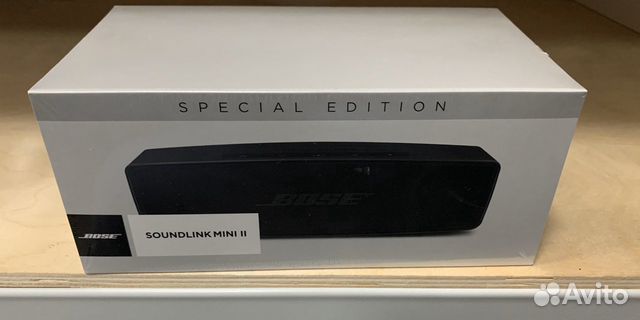 SPECIAL EDITION
BOSE
BOSE
SOUNDLINK MINI II
Avito